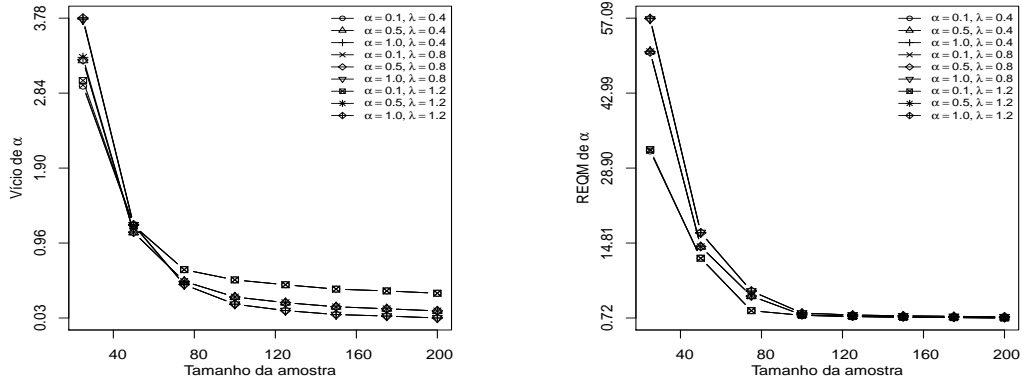 3.78
2.84
1.90
0.96
0.03
Vício de α
α = 0.1, λ = 0.4
α = 0.5, λ = 0.4
α = 1.0, λ = 0.4
α = 0.1, λ = 0.8
α = 0.5, λ = 0.8
α = 1.0, λ = 0.8
α = 0.1, λ = 1.2
α = 0.5, λ = 1.2
α = 1.0, λ = 1.2
40 80 120 160 200
Tamanho da amostra
57.09
42.99
28.90
14.81
0.72
REQM de α
α = 0.1, λ = 0.4
α = 0.5, λ = 0.4
α = 1.0, λ = 0.4
α = 0.1, λ = 0.8
α = 0.5, λ = 0.8
α = 1.0, λ = 0.8
α = 0.1, λ = 1.2
α = 0.5, λ = 1.2
α = 1.0, λ = 1.2
40 80 120 160 200
Tamanho da amostra